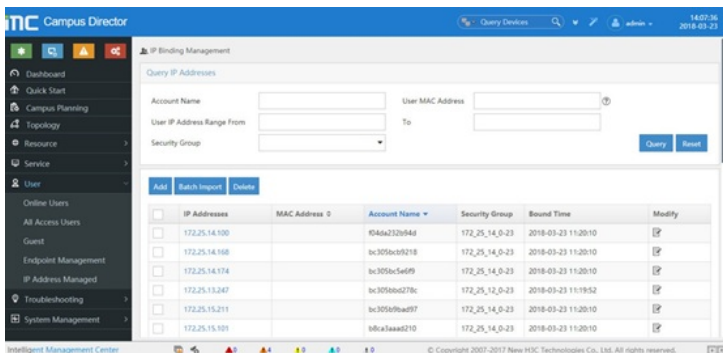 iMC Campus Director
Query Devices
admin
14:07:36
2018-03-23
Dashboard
Quick Start
Campus Planning
Topology
Resource
Service
User
Online Users
All Access Users
Guest
Endpoint Management
IP Address Managed
Troubleshooting
System Management
IP Binding Management
Query IP Addresses
Account Name
User MAC Address
User IP Address Range From
To
Security Group
Query Reset
Add Batch Import Delete
IP Addresses MAC Address Account Name Security Group Bound Time Modify
172.25.14.100 f04da232b94d 172_25_14_0-23 2018-03-23 11:20:10
172.25.14.168 bc305bcb9218 172_25_14_0-23 2018-03-23 11:20:10
172.25.14.174 bc305bc5e6f9 172_25_14_0-23 2018-03-23 11:20:10
172.25.13.247 bc305bbd278c 172_25_12_0-23 2018-03-23 11:19:52
172.25.15.211 bc305b9bad97 172_25_14_0-23 2018-03-23 11:20:10
172.25.15.101 b8ca3aaad210 172_25_14_0-23 2018-03-23 11:20:10
Intelligent Management Center
© Copyright 2007-2017 New H3C Technologies Co., Ltd. All rights reserved.